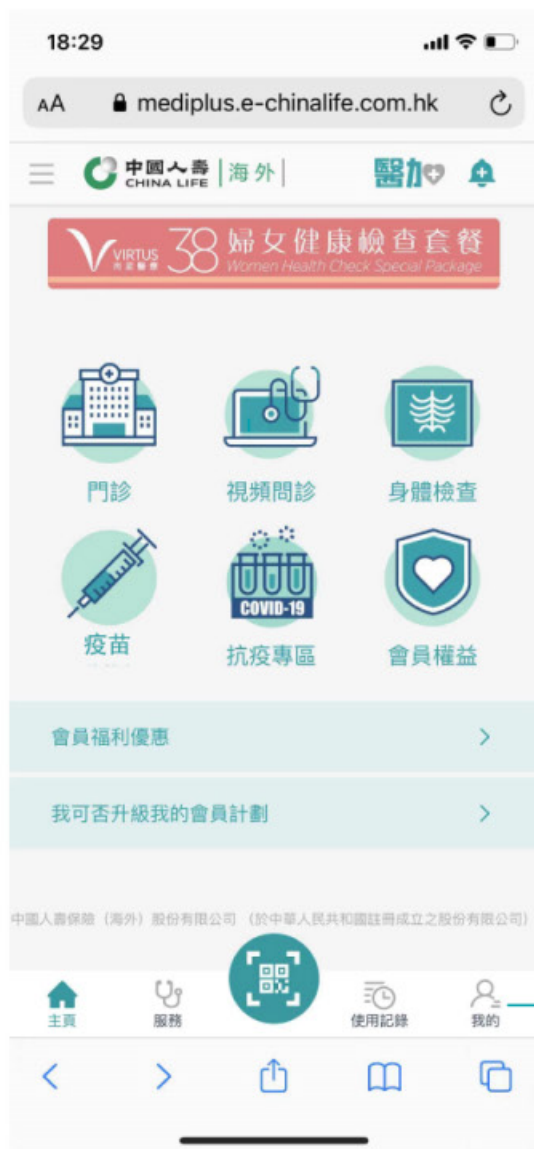 18:29
AA mediplus.e-chinalife.com.hk
中國人壽 海外
CHINA LIFE
醫加
VIRTUS 38 婦女健康檢查套餐
Women Health Check Special Package
門診 視頻問診 身體檢查
COVID-19
疫苗 抗疫專區 會員權益
會員福利優惠
我可否升級我的會員計劃
中國人壽保險（海外）股份有限公司 （於中華人民共和國註冊成立之股份有限公司）
主頁 服務 使用記錄 我的